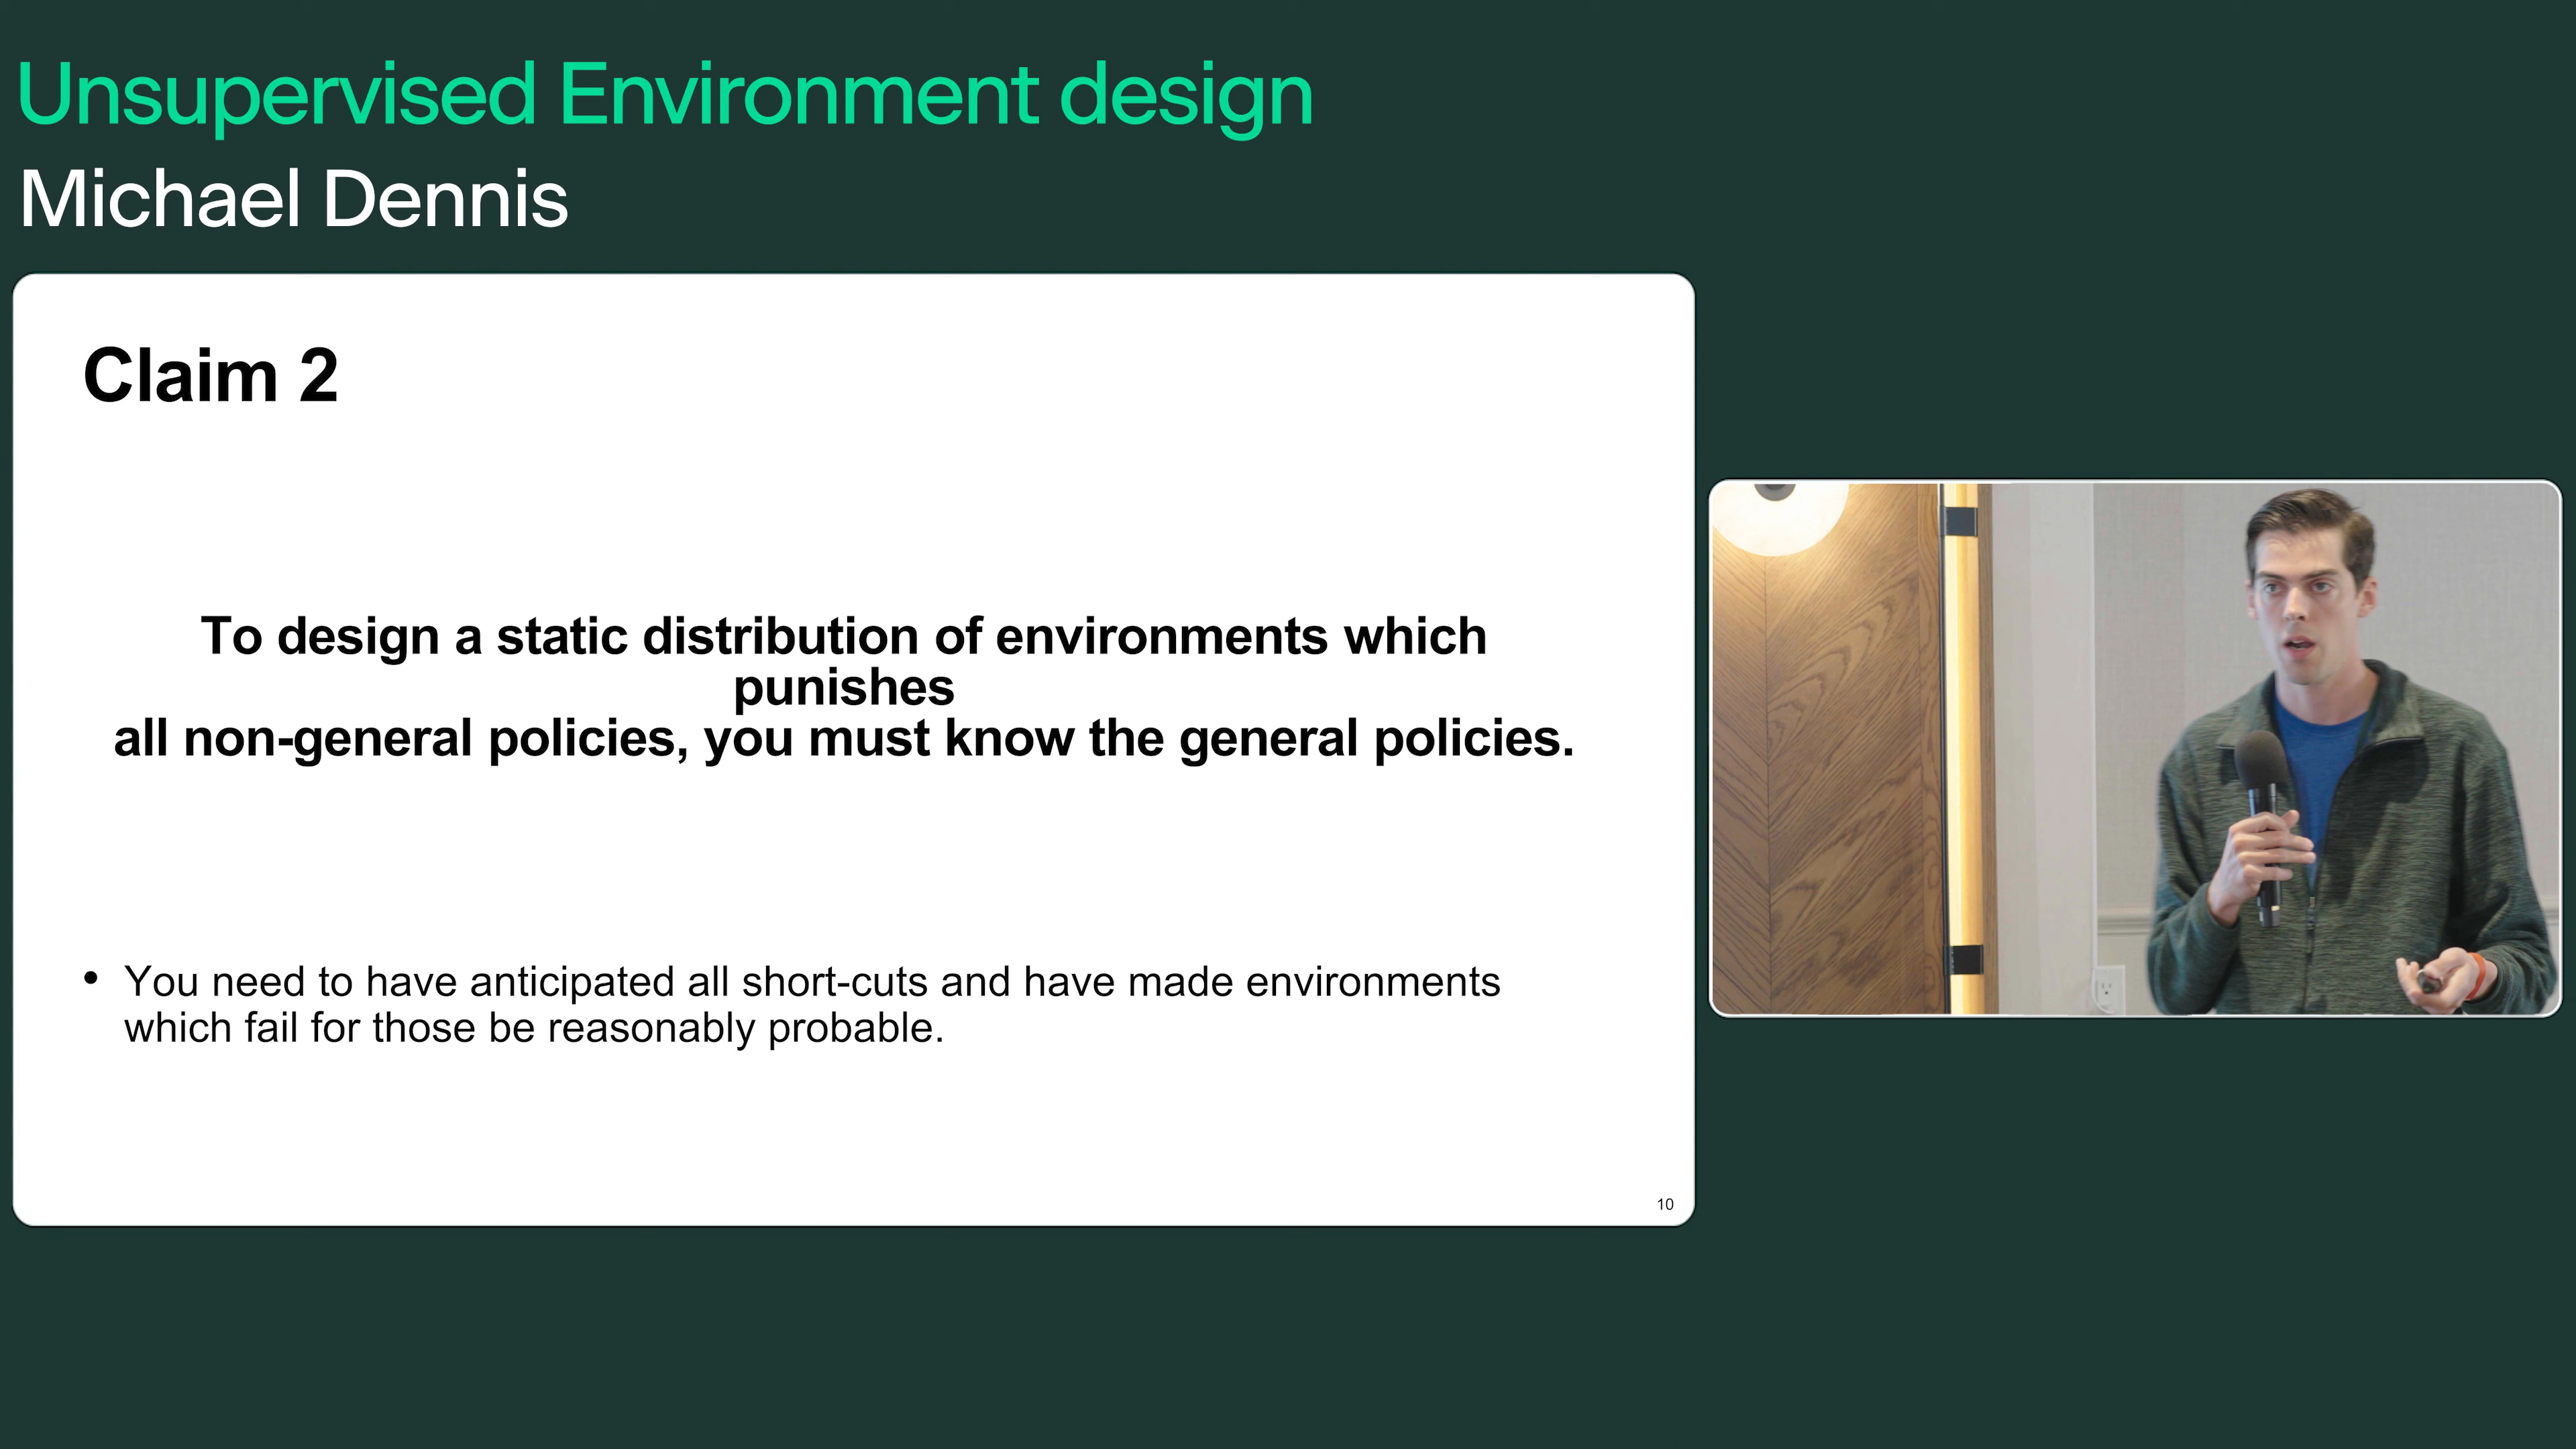 Unsupervised Environment design
Michael Dennis
Claim 2
To design a static distribution of environments which
punishes
all non-general policies, you must know the general policies.
• You need to have anticipated all short-cuts and have made environments
which fail for those be reasonably probable.
10